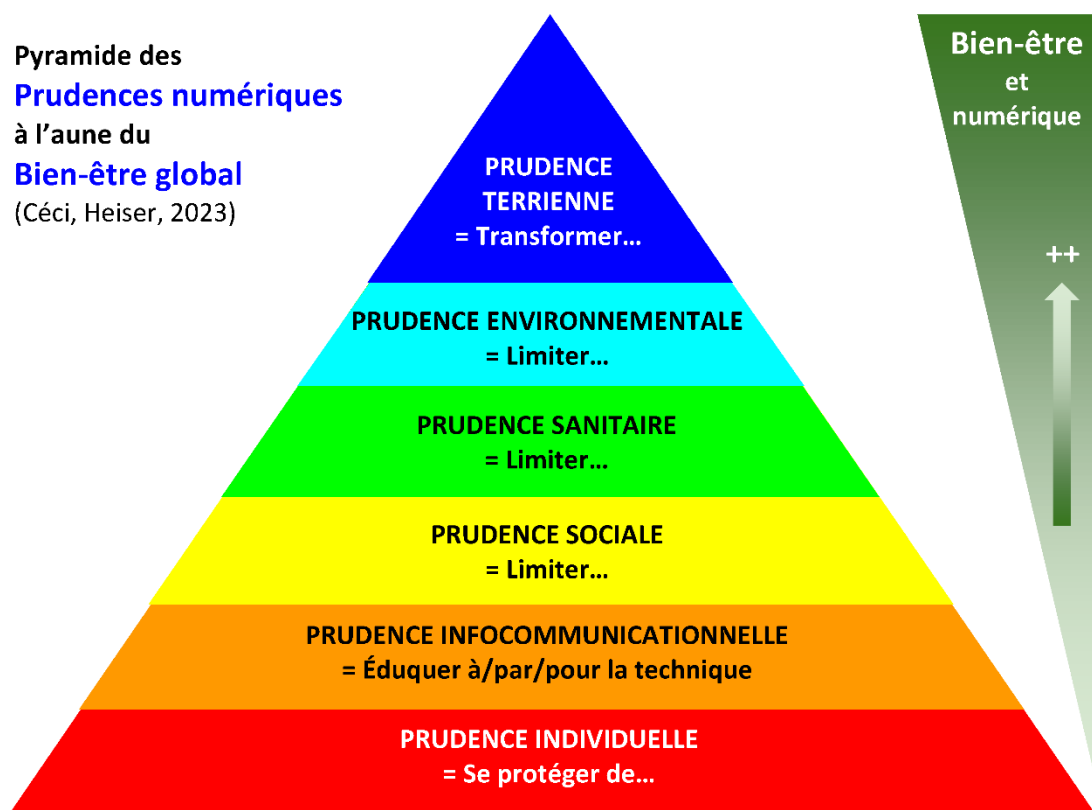 Pyramide des
Prudences numériques
à l’aune du
Bien-être global
(Céci, Heiser, 2023)
Bien-être
et
numérique
++
PRUDENCE
TERRIENNE
= Transformer…
PRUDENCE ENVIRONNEMENTALE
= Limiter…
PRUDENCE SANITAIRE
= Limiter…
PRUDENCE SOCIALE
= Limiter…
PRUDENCE INFOCOMMUNICATIONNELLE
= Éduquer à/par/pour la technique
PRUDENCE INDIVIDUELLE
= Se protéger de…